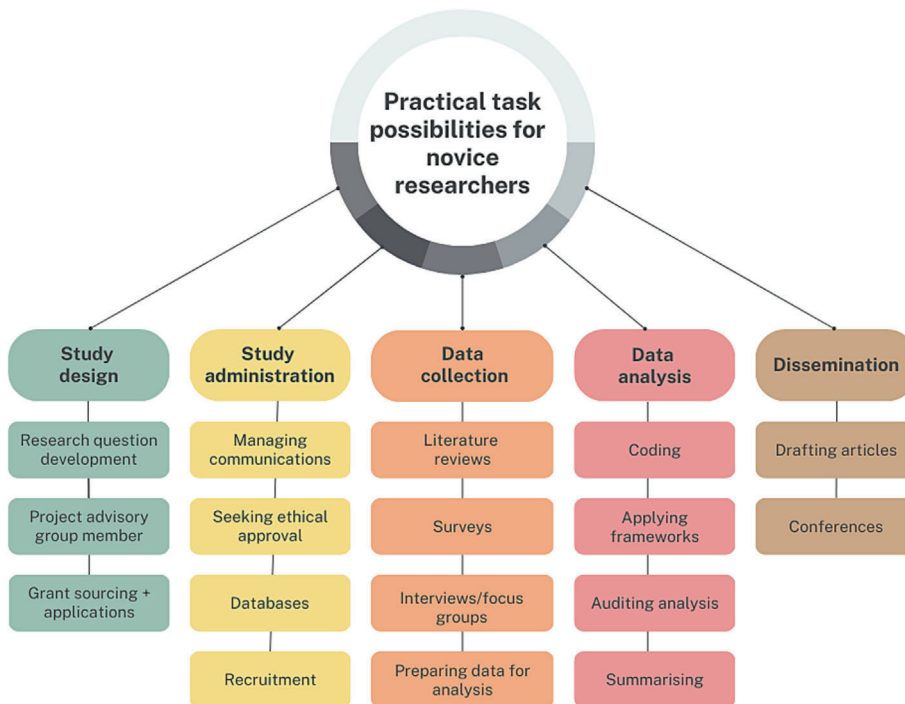 Practical task
possibilities for
novice
researchers
Study
design
Research question
development
Project advisory
group member
Grant sourcing +
applications
Study
administration
Managing
communications
Seeking ethical
approval
Databases
Recruitment
Data
collection
Literature
reviews
Surveys
Interviews/focus
groups
Preparing data for
analysis
Data
analysis
Coding
Applying
frameworks
Auditing analysis
Summarising
Dissemination
Drafting articles
Conferences